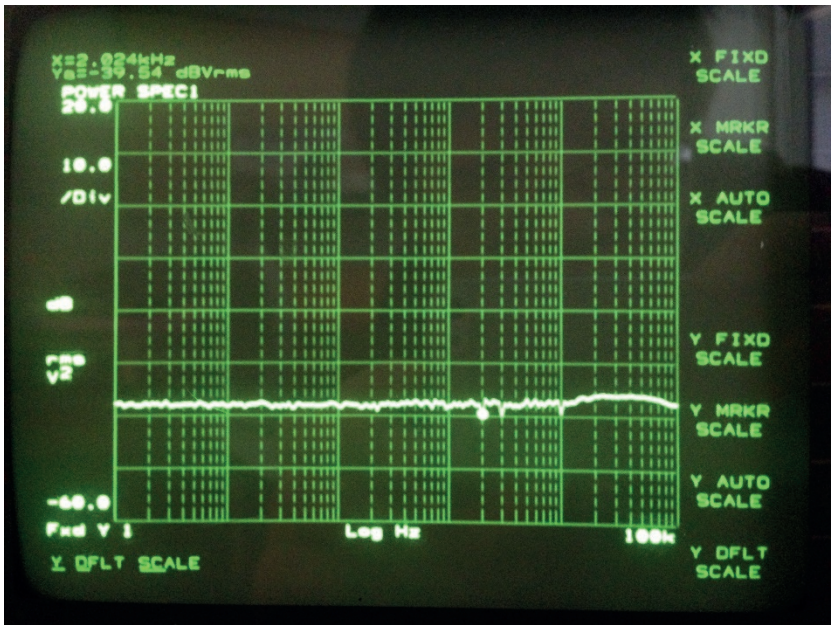 X=2.024kHz
Ya=-39.54 dBVrms
POWER SPEC1
20.0
10.0
/Div
dB
rms
V²
-60.0
Fxd Y 1
Log Hz
100k
Y DFLT SCALE
X FIXD
SCALE
X MRKR
SCALE
X AUTO
SCALE
Y FIXD
SCALE
Y MRKR
SCALE
Y AUTO
SCALE
Y DFLT
SCALE